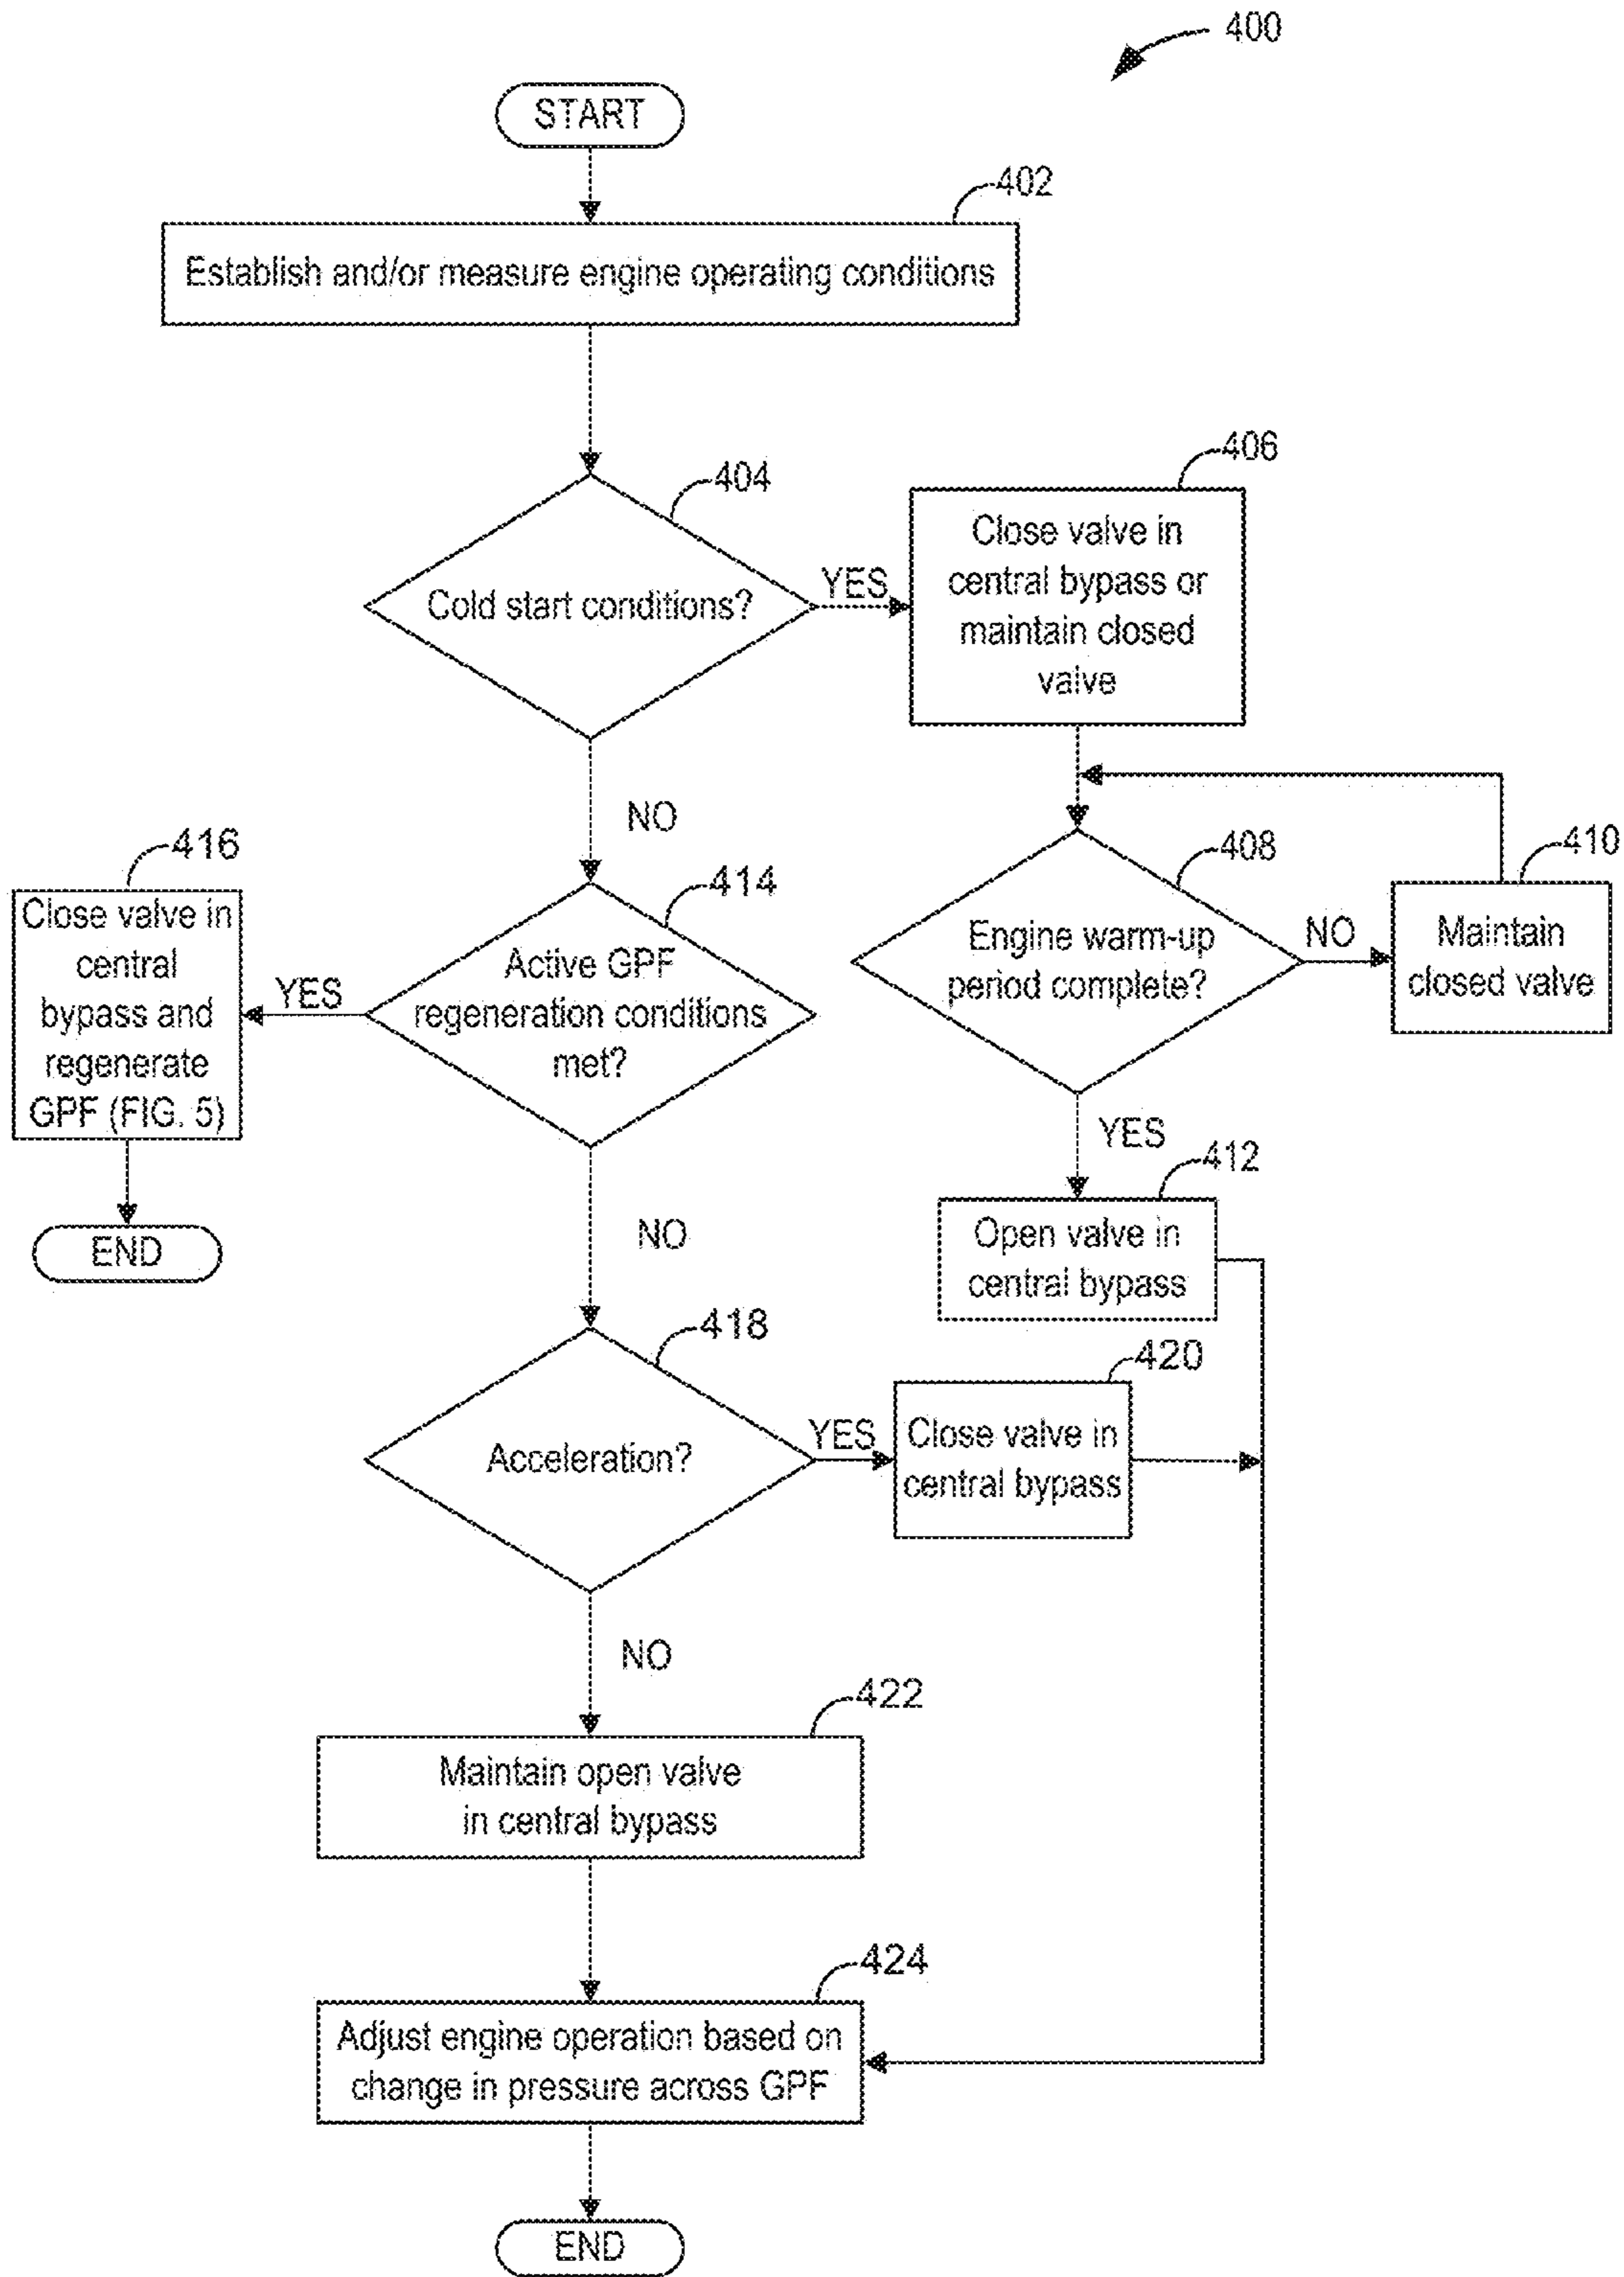 400
START
402
Establish and/or measure engine operating conditions
404
Cold start conditions?
YES
406
Close valve in
central bypass or
maintain closed
valve
NO
408
Engine warm-up
period complete?
NO
410
Maintain
closed valve
416
Close valve in
central
bypass and
regenerate
GPF (FIG. 5)
YES
414
Active GPF
regeneration conditions
met?
YES
412
Open valve in
central bypass
END
NO
418
Acceleration?
YES
420
Close valve in
central bypass
NO
422
Maintain open valve
in central bypass
424
Adjust engine operation based on
change in pressure across GPF
END